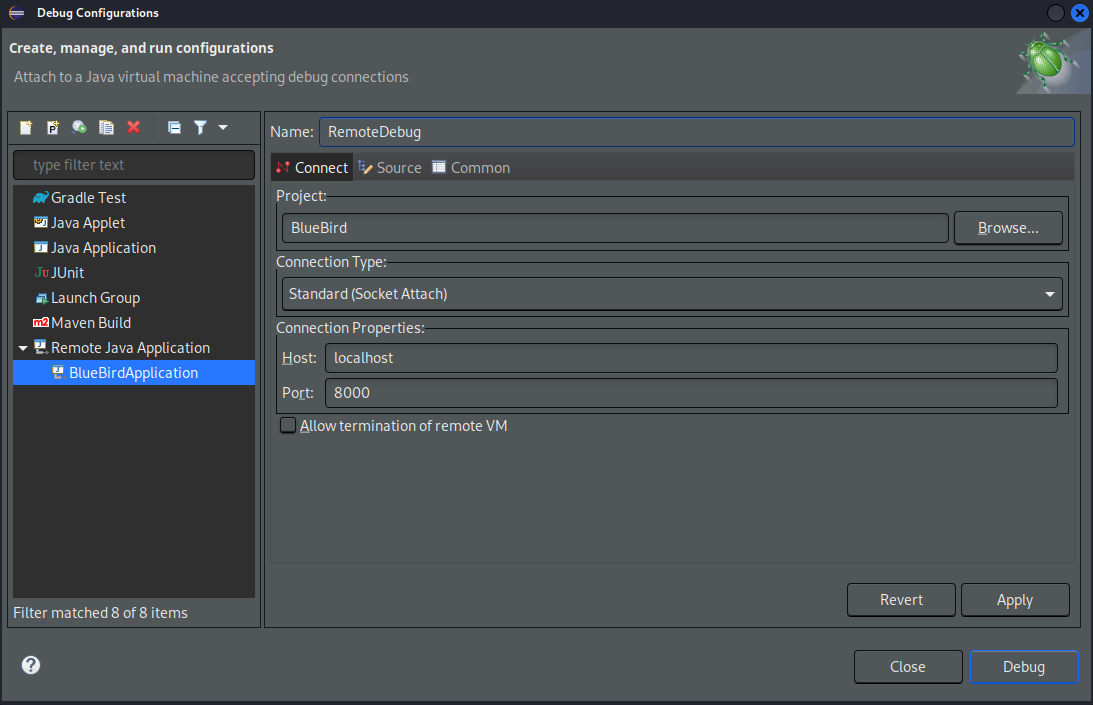 Debug Configurations
Create, manage, and run configurations
Attach to a Java virtual machine accepting debug connections
type filter text
Gradle Test
Java Applet
Java Application
JUnit
Launch Group
Maven Build
Remote Java Application
BlueBirdApplication
Filter matched 8 of 8 items
Name: RemoteDebug
Connect Source Common
Project:
BlueBird Browse...
Connection Type:
Standard (Socket Attach)
Connection Properties:
Host: localhost
Port: 8000
Allow termination of remote VM
Revert Apply
Close Debug